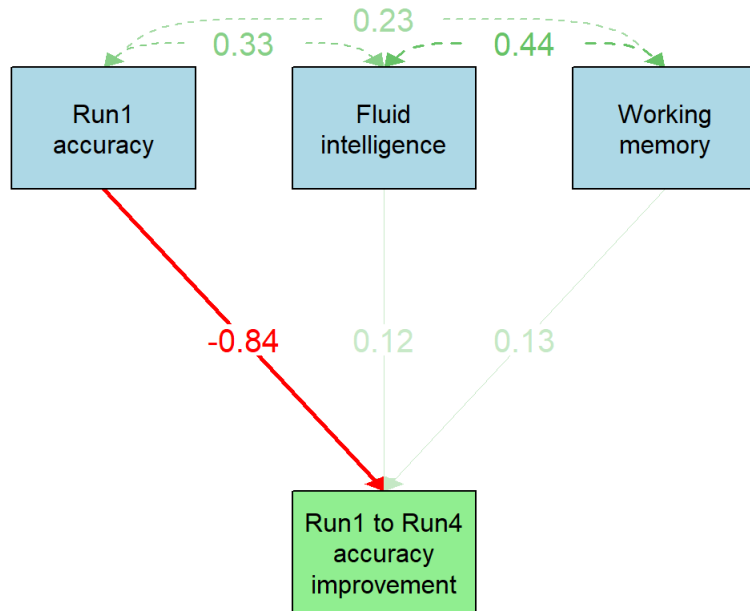 0.23
0.33
0.44
Run1
accuracy
Fluid
intelligence
Working
memory
-0.84
0.12
0.13
Run1 to Run4
accuracy
improvement